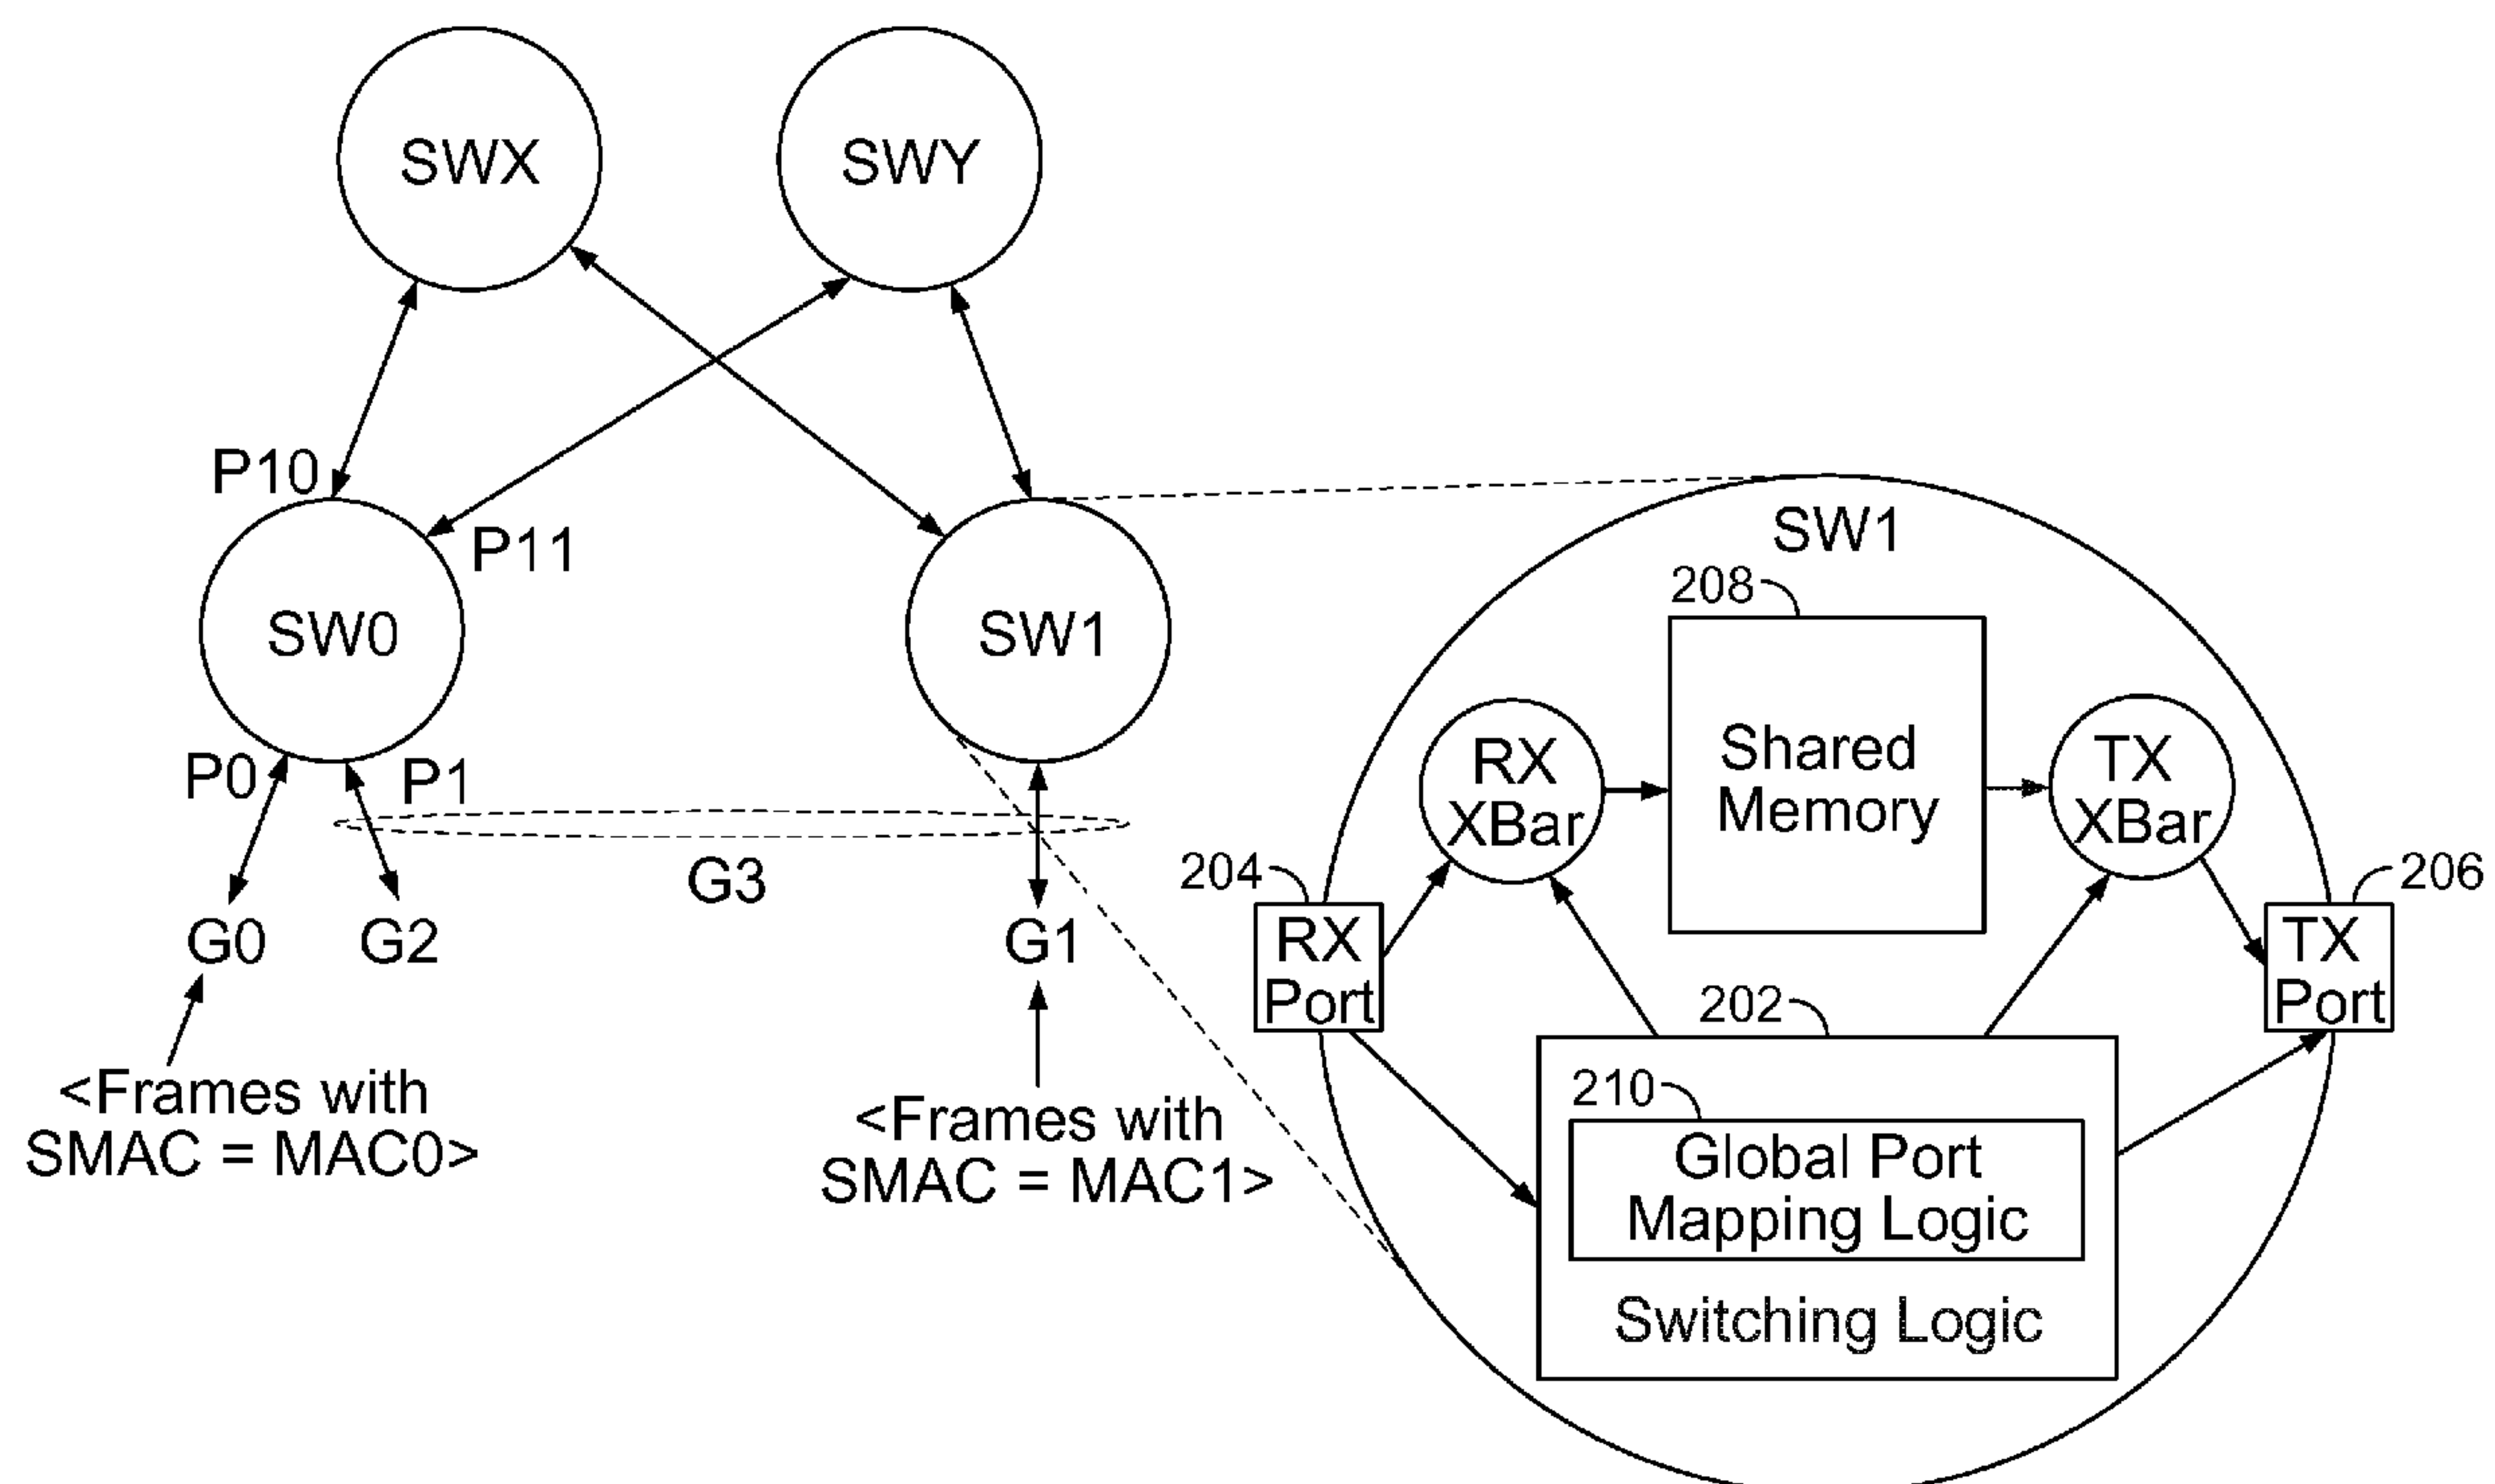 SWX
SWY
P10
P11
SW0
SW1
P0
P1
G3
G0
G2
G1
<Frames with
SMAC = MAC0>
<Frames with
SMAC = MAC1>
SW1
208
RX
XBar
Shared
Memory
TX
XBar
204
RX
Port
206
TX
Port
202
210
Global Port
Mapping Logic
Switching Logic